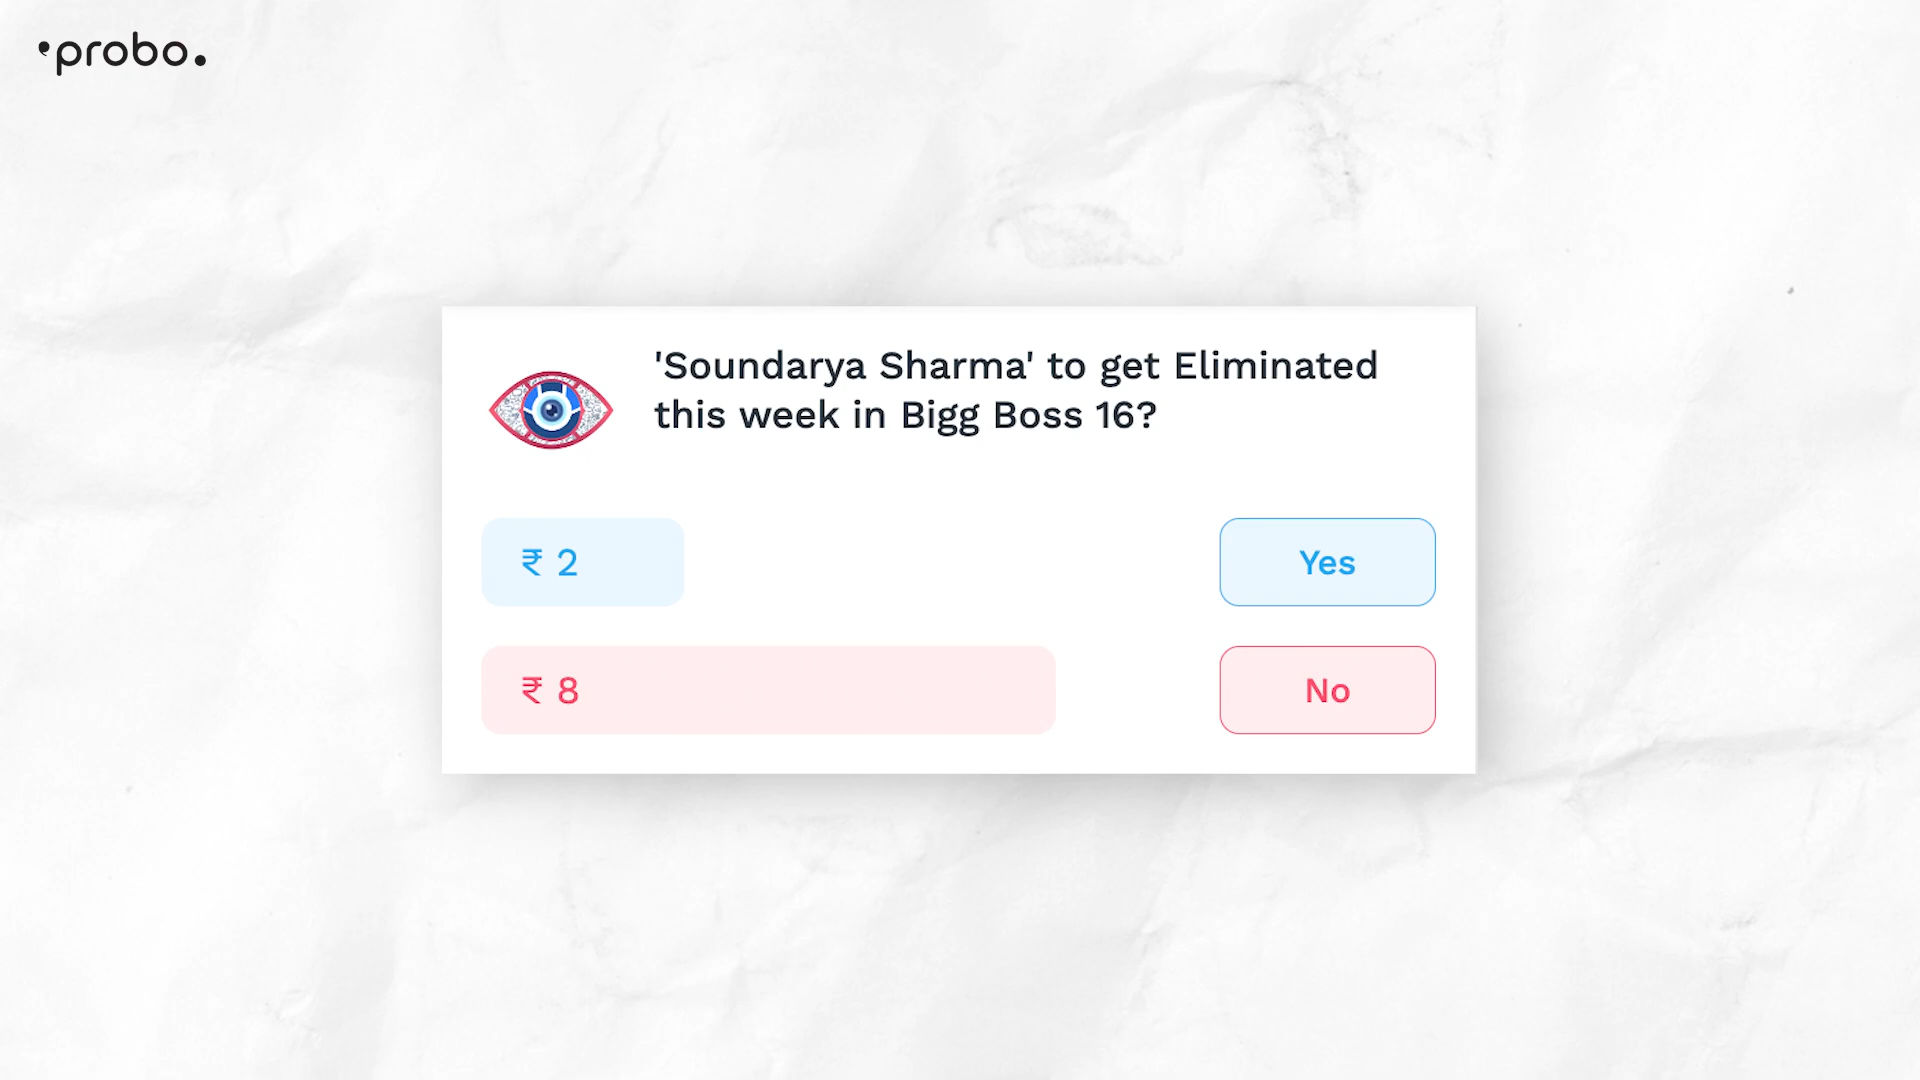 probo.
'Soundarya Sharma' to get Eliminated
this week in Bigg Boss 16?
₹ 2
Yes
₹ 8
No